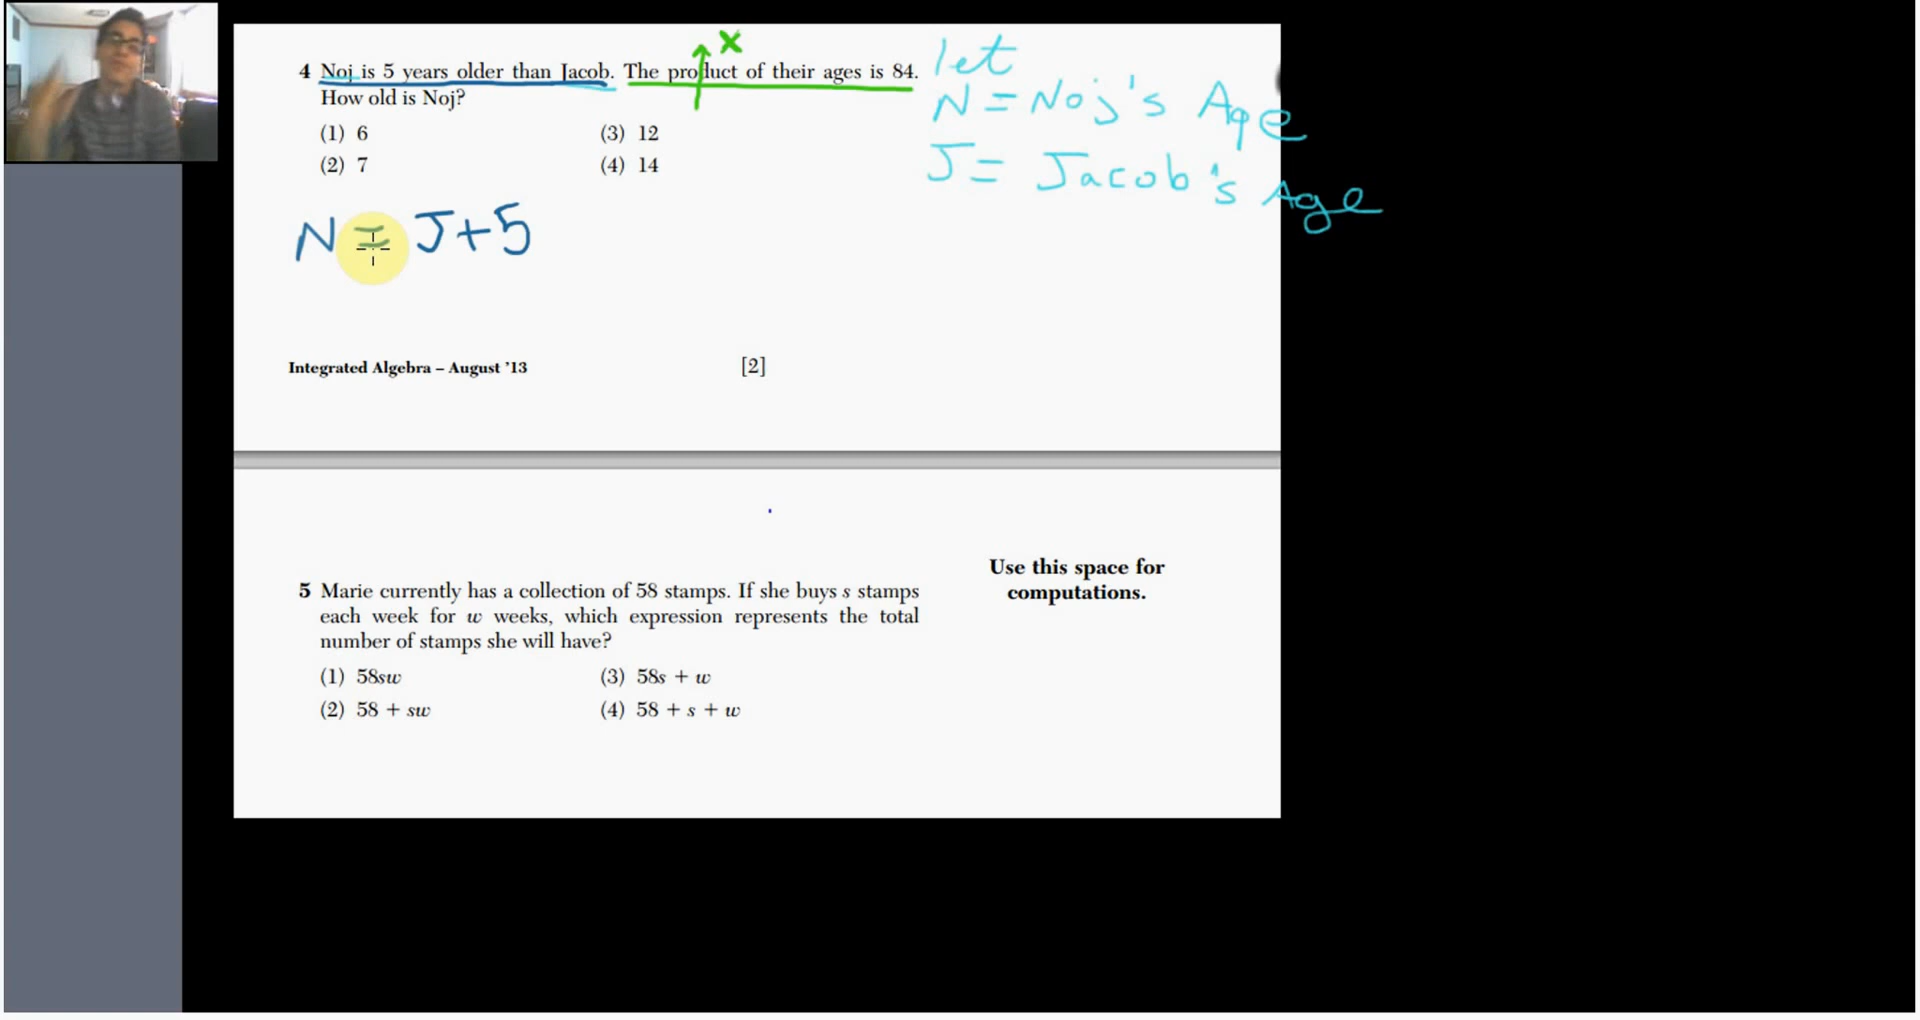 4 Noj is 5 years older than Jacob. The product of their ages is 84.
How old is Noj?
(1) 6 (3) 12
(2) 7 (4) 14
x
let
N = Noj's Age
J = Jacob's Age
N = J+5
Integrated Algebra – August ’13 [2]
Use this space for
computations.
5 Marie currently has a collection of 58 stamps. If she buys s stamps
each week for w weeks, which expression represents the total
number of stamps she will have?
(1) 58sw (3) 58s + w
(2) 58 + sw (4) 58 + s + w